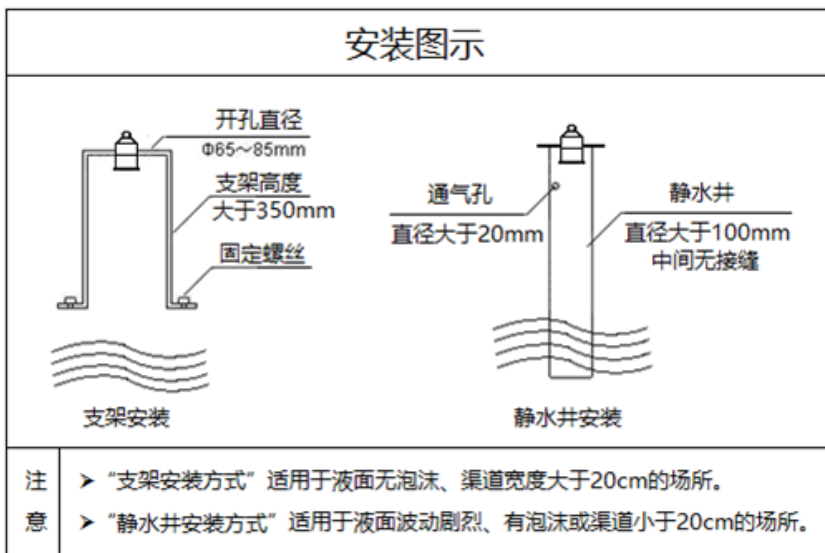 安装图示
开孔直径
Φ65～85mm
支架高度
大于350mm
固定螺丝
支架安装
通气孔
直径大于20mm
静水井
直径大于100mm
中间无接缝
静水井安装
注意
➤ “支架安装方式” 适用于液面无泡沫、渠道宽度大于20cm的场所。
➤ “静水井安装方式” 适用于液面波动剧烈、有泡沫或渠道小于20cm的场所。